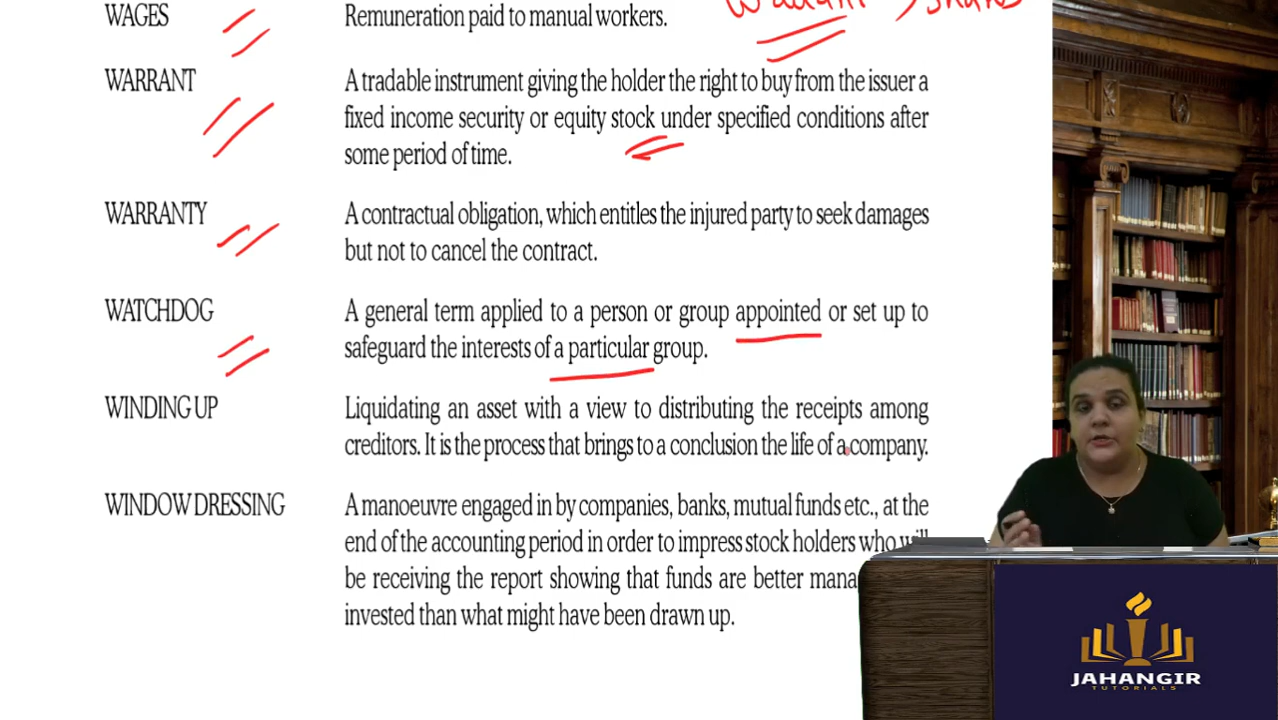 WAGES Remuneration paid to manual workers.
WARRANT A tradable instrument giving the holder the right to buy from the issuer a
fixed income security or equity stock under specified conditions after
some period of time.
WARRANTY A contractual obligation, which entitles the injured party to seek damages
but not to cancel the contract.
WATCHDOG A general term applied to a person or group appointed or set up to
safeguard the interests of a particular group.
WINDING UP Liquidating an asset with a view to distributing the receipts among
creditors. It is the process that brings to a conclusion the life of a company.
WINDOW DRESSING A manoeuvre engaged in by companies, banks, mutual funds etc., at the
end of the accounting period in order to impress stock holders who will
be receiving the report showing that funds are better
invested than what might have been drawn up.
JAHANGIR
TUTORIALS